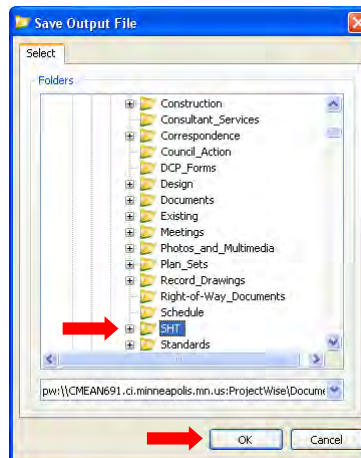 Save Output File
Select
Folders
Construction
Consultant_Services
Correspondence
Council_Action
DCP_Forms
Design
Documents
Existing
Meetings
Photos_and_Multimedia
Plan_Sets
Record_Drawings
Right-of-Way_Documents
Schedule
SHT
Standards
pw:\\CMEAN691.ci.minneapolis.mn.us:ProjectWise\Docume
OK Cancel